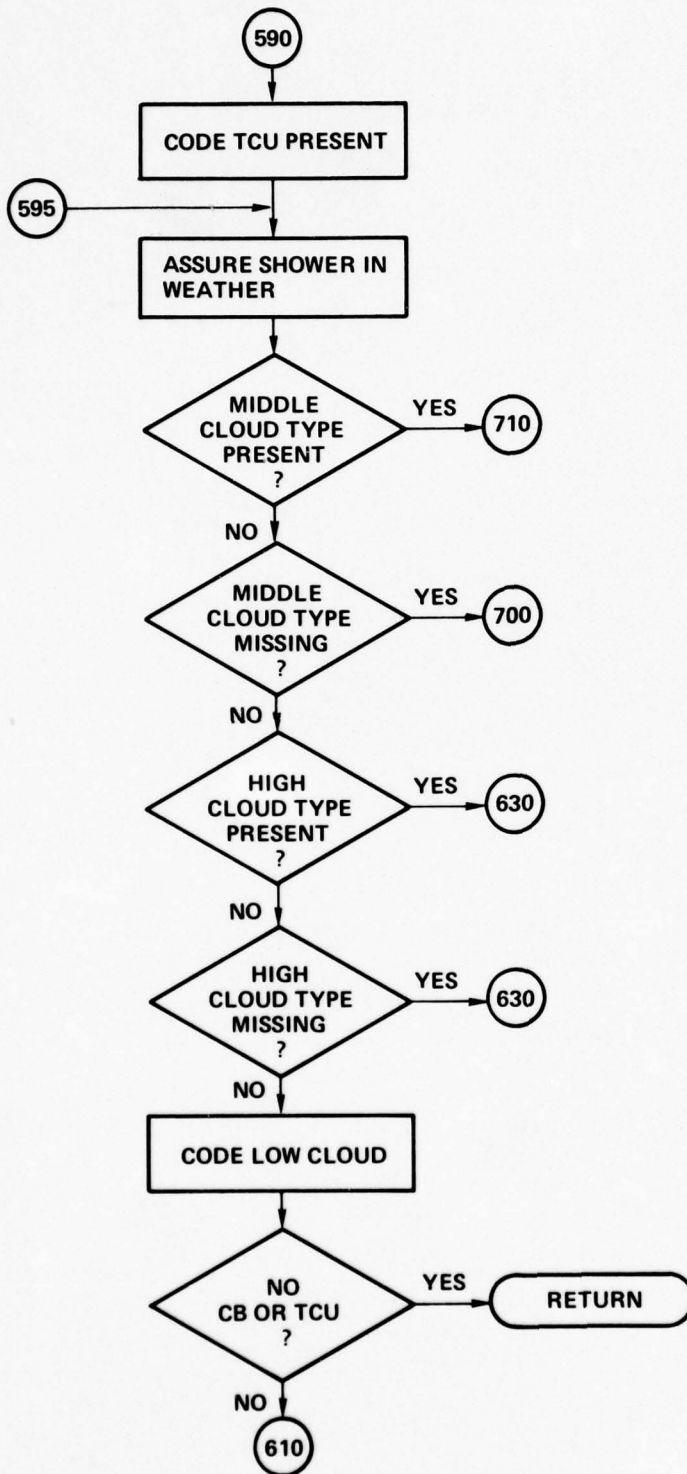 590
CODE TCU PRESENT
595
ASSURE SHOWER IN
WEATHER
MIDDLE
CLOUD TYPE
PRESENT
?
YES
710
NO
MIDDLE
CLOUD TYPE
MISSING
?
YES
700
NO
HIGH
CLOUD TYPE
PRESENT
?
YES
630
NO
HIGH
CLOUD TYPE
MISSING
?
YES
630
NO
CODE LOW CLOUD
NO
CB OR TCU
?
YES
RETURN
NO
610